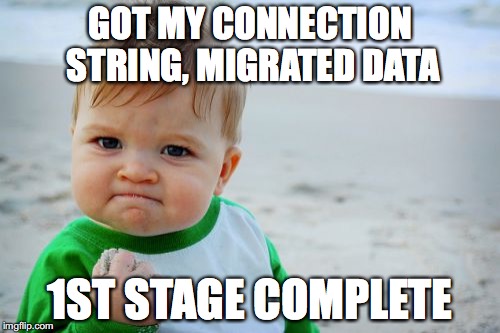 GOT MY CONNECTION
STRING, MIGRATED DATA
1ST STAGE COMPLETE
imgflip.com